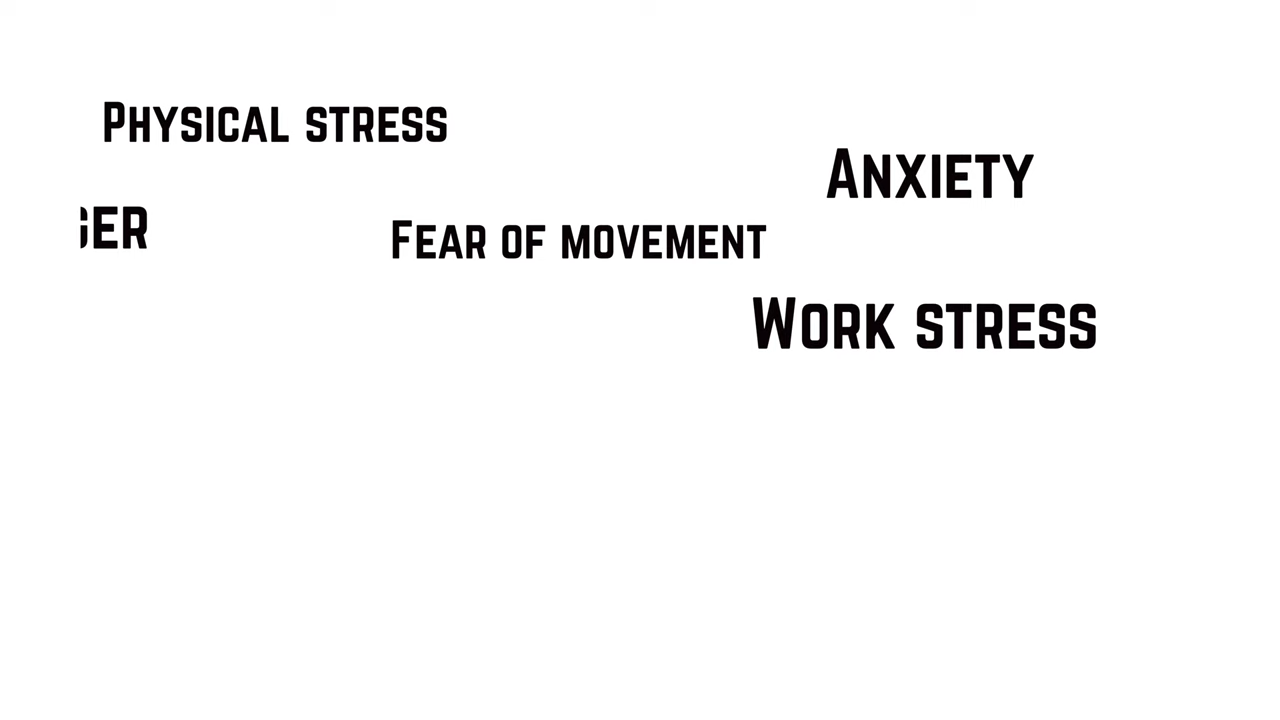 Physical stress
Anxiety
Fear of movement
Work stress